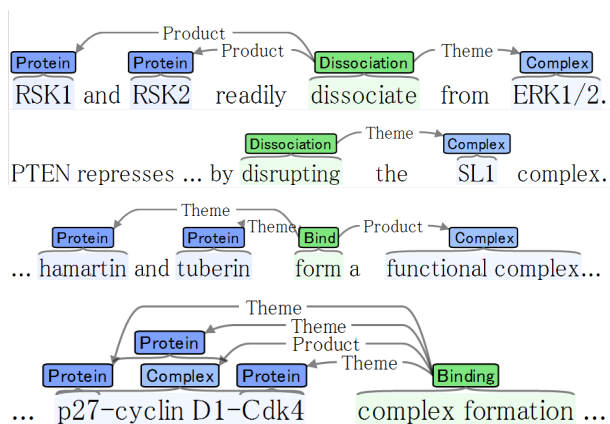 Product
Protein Protein Product Dissociation Theme Complex
RSK1 and RSK2 readily dissociate from ERK1/2.
Dissociation Theme Complex
PTEN represses ... by disrupting the SL1 complex.
Theme
Protein Protein Theme Bind Product Complex
... hamartin and tuberin form a functional complex...
Theme
Theme
Protein Product
Protein Complex Protein Theme Binding
... p27-cyclin D1-Cdk4 complex formation ...